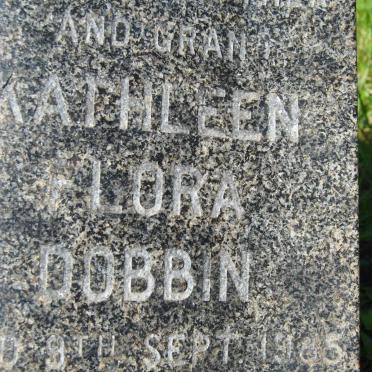 AND GRAN
KATHLEEN
FLORA
DOBBIN
D 9TH SEPT 1985